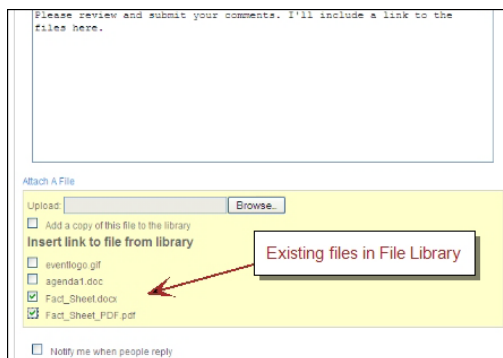 Please review and submit your comments. I'll include a link to the
files here.
Attach A File
Upload: Browse..
Add a copy of this file to the library
Insert link to file from library
eventlogo.gif
agenda1.doc
Fact_Sheet.docx
Fact_Sheet_PDF.pdf
Existing files in File Library
Notify me when people reply